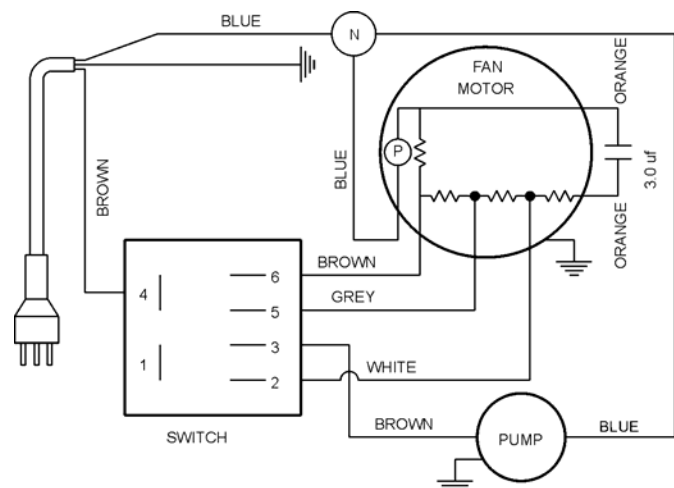 BLUE
N
FAN
MOTOR
ORANGE
P
3.0 uf
BLUE
BROWN
ORANGE
BROWN
6
4
GREY
5
3
1
WHITE
2
BROWN
PUMP
BLUE
SWITCH